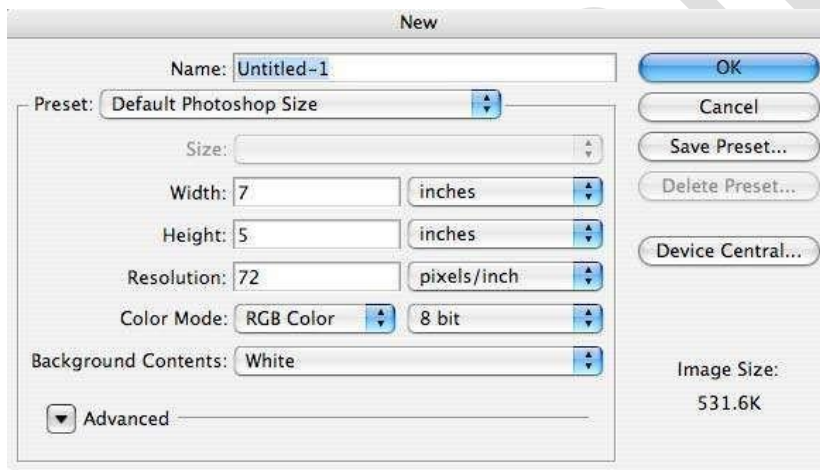 New
Name: Untitled-1
OK
Preset: Default Photoshop Size
Cancel
Size:
Save Preset...
Width: 7 inches
Delete Preset...
Height: 5 inches
Device Central...
Resolution: 72 pixels/inch
Color Mode: RGB Color 8 bit
Background Contents: White
Image Size:
531.6K
Advanced